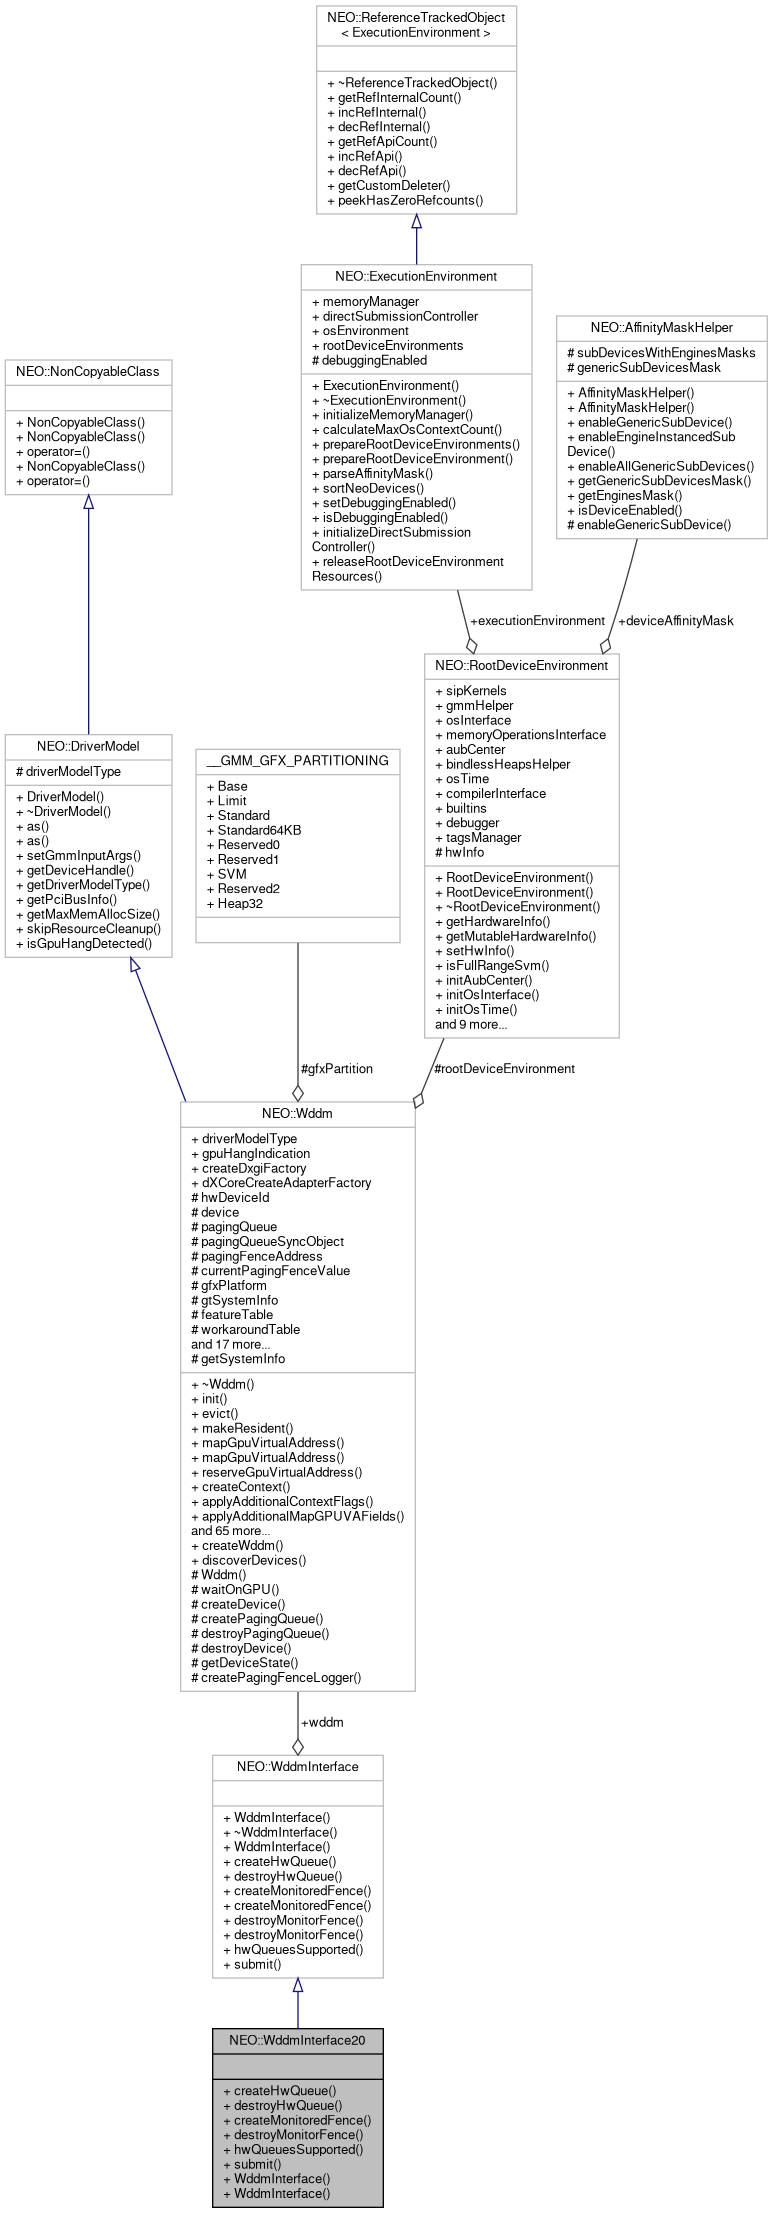 NEO::ReferenceTrackedObject
< ExecutionEnvironment >
+ ~ReferenceTrackedObject()
+ getRefInternalCount()
+ incRefInternal()
+ decRefInternal()
+ getRefApiCount()
+ incRefApi()
+ decRefApi()
+ getCustomDeleter()
+ peekHasZeroRefcounts()
NEO::ExecutionEnvironment
+ memoryManager
+ directSubmissionController
+ osEnvironment
+ rootDeviceEnvironments
# debuggingEnabled
+ ExecutionEnvironment()
+ ~ExecutionEnvironment()
+ initializeMemoryManager()
+ calculateMaxOsContextCount()
+ prepareRootDeviceEnvironments()
+ prepareRootDeviceEnvironment()
+ parseAffinityMask()
+ sortNeoDevices()
+ setDebuggingEnabled()
+ isDebuggingEnabled()
+ initializeDirectSubmission
Controller()
+ releaseRootDeviceEnvironment
Resources()
NEO::AffinityMaskHelper
# subDevicesWithEnginesMasks
# genericSubDevicesMask
+ AffinityMaskHelper()
+ AffinityMaskHelper()
+ enableGenericSubDevice()
+ enableEngineInstancedSub
Device()
+ enableAllGenericSubDevices()
+ getGenericSubDevicesMask()
+ getEnginesMask()
+ isDeviceEnabled()
# enableGenericSubDevice()
NEO::NonCopyableClass
+ NonCopyableClass()
+ NonCopyableClass()
+ operator=()
+ NonCopyableClass()
+ operator=()
+executionEnvironment
+deviceAffinityMask
NEO::RootDeviceEnvironment
+ sipKernels
+ gmmHelper
+ osInterface
+ memoryOperationsInterface
+ aubCenter
+ bindlessHeapsHelper
+ osTime
+ compilerInterface
+ builtins
+ debugger
+ tagsManager
# hwInfo
+ RootDeviceEnvironment()
+ RootDeviceEnvironment()
+ ~RootDeviceEnvironment()
+ getHardwareInfo()
+ getMutableHardwareInfo()
+ setHwInfo()
+ isFullRangeSvm()
+ initAubCenter()
+ initOsInterface()
+ initOsTime()
and 9 more...
NEO::DriverModel
# driverModelType
+ DriverModel()
+ ~DriverModel()
+ as()
+ as()
+ setGmmInputArgs()
+ getDeviceHandle()
+ getDriverModelType()
+ getPciBusInfo()
+ getMaxMemAllocSize()
+ skipResourceCleanup()
+ isGpuHangDetected()
__GMM_GFX_PARTITIONING
+ Base
+ Limit
+ Standard
+ Standard64KB
+ Reserved0
+ Reserved1
+ SVM
+ Reserved2
+ Heap32
#gfxPartition
#rootDeviceEnvironment
NEO::Wddm
+ driverModelType
+ gpuHangIndication
+ createDxgiFactory
+ dXCoreCreateAdapterFactory
# hwDeviceId
# device
# pagingQueue
# pagingQueueSyncObject
# pagingFenceAddress
# currentPagingFenceValue
# gfxPlatform
# gtSystemInfo
# featureTable
# workaroundTable
and 17 more...
# getSystemInfo
+ ~Wddm()
+ init()
+ evict()
+ makeResident()
+ mapGpuVirtualAddress()
+ mapGpuVirtualAddress()
+ reserveGpuVirtualAddress()
+ createContext()
+ applyAdditionalContextFlags()
+ applyAdditionalMapGPUVAFields()
and 65 more...
+ createWddm()
+ discoverDevices()
# Wddm()
# waitOnGPU()
# createDevice()
# createPagingQueue()
# destroyPagingQueue()
# destroyDevice()
# getDeviceState()
# createPagingFenceLogger()
+wddm
NEO::WddmInterface
+ WddmInterface()
+ ~WddmInterface()
+ WddmInterface()
+ createHwQueue()
+ destroyHwQueue()
+ createMonitoredFence()
+ createMonitoredFence()
+ destroyMonitorFence()
+ destroyMonitorFence()
+ hwQueuesSupported()
+ submit()
NEO::WddmInterface20
+ createHwQueue()
+ destroyHwQueue()
+ createMonitoredFence()
+ destroyMonitorFence()
+ hwQueuesSupported()
+ submit()
+ WddmInterface()
+ WddmInterface()